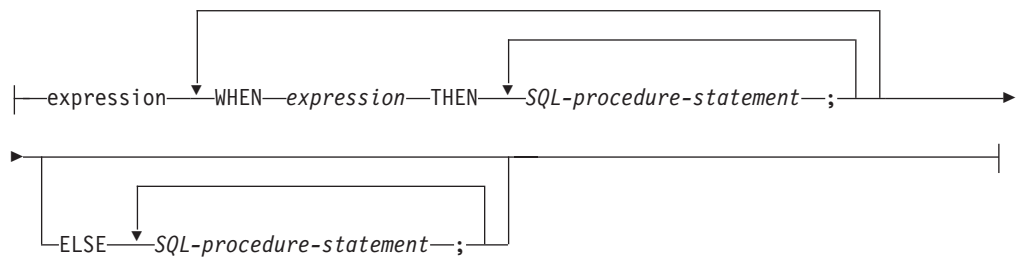 expression WHEN expression THEN SQL-procedure-statement ;
ELSE SQL-procedure-statement ;